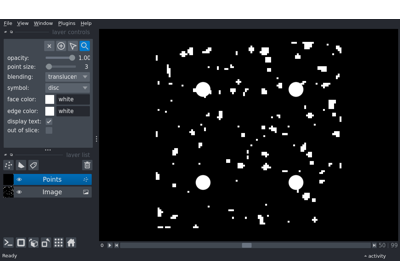 File View Window Plugins Help
layer controls
opacity: 1.00
point size: 3
blending: translucen
symbol: disc
face color: white
edge color: white
display text:
out of slice:
layer list
Points
Image
0 50 99
Ready activity